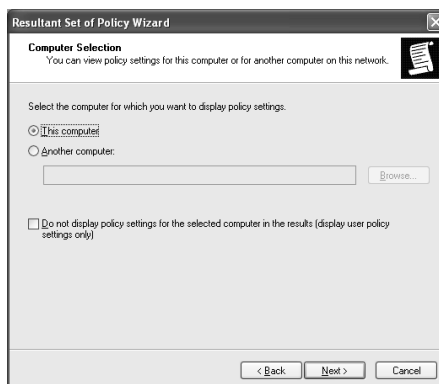 Resultant Set of Policy Wizard
Computer Selection
You can view policy settings for this computer or for another computer on this network.
Select the computer for which you want to display policy settings.
This computer
Another computer:
Browse...
Do not display policy settings for the selected computer in the results (display user policy
settings only)
< Back
Next >
Cancel